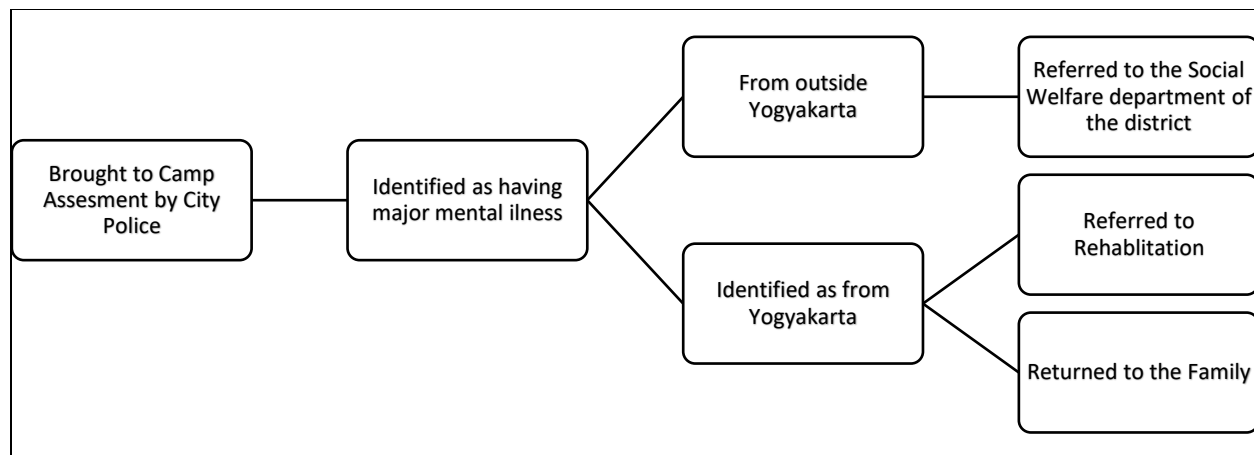 Brought to Camp
Assesment by City
Police
Identified as having
major mental ilness
From outside
Yogyakarta
Referred to the Social
Welfare department of
the district
Identified as from
Yogyakarta
Referred to
Rehablitation
Returned to the Family